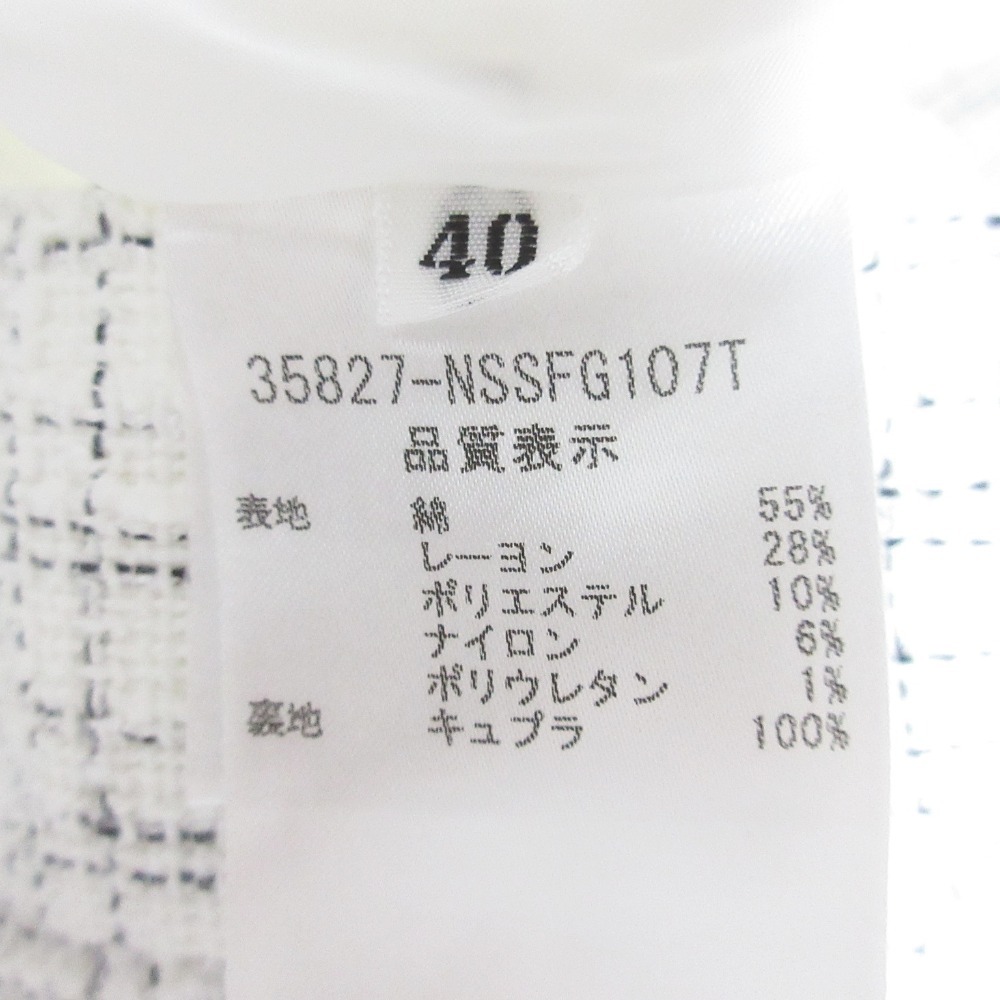 40
35827-NSSFG107T
品質表示
表地 綿 55%
レーヨン 28%
ポリエステル 10%
ナイロン 6%
ポリウレタン 1%
裏地 キュプラ 100%